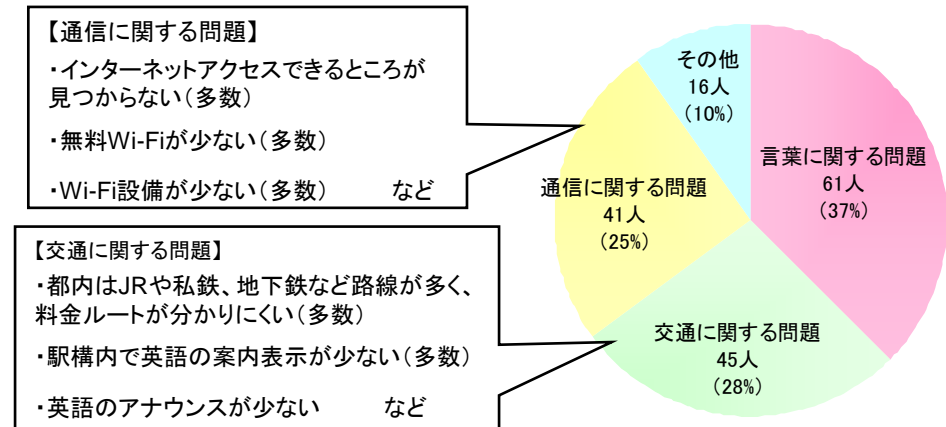 【通信に関する問題】
・インターネットアクセスできるところが
見つからない(多数)
・無料Wi-Fiが少ない(多数)
・Wi-Fi設備が少ない(多数)　　など
【交通に関する問題】
・都内はJRや私鉄、地下鉄など路線が多く、
料金ルートが分かりにくい(多数)
・駅構内で英語の案内表示が少ない(多数)
・英語のアナウンスが少ない　　など
その他
16人
(10%)
言葉に関する問題
61人
(37%)
通信に関する問題
41人
(25%)
交通に関する問題
45人
(28%)